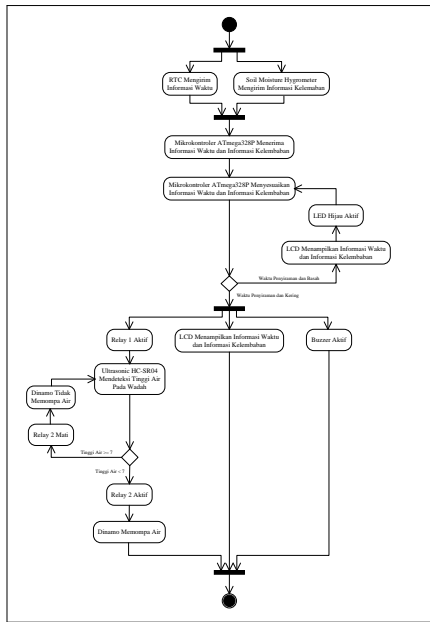 RTC Mengirim
Informasi Waktu
Soil Moisture Hygrometer
Mengirim Informasi Kelemaban
Mikrokontroler ATmega328P Menerima
Informasi Waktu dan Informasi Kelembaban
Mikrokontroler ATmega328P Menyesuaikan
Informasi Waktu dan Informasi Kelembaban
LED Hijau Aktif
LCD Menampilkan Informasi Waktu
dan Informasi Kelembaban
Waktu Penyiraman dan Basah
Waktu Penyiraman dan Kering
Relay 1 Aktif
LCD Menampilkan Informasi Waktu
dan Informasi Kelembaban
Buzzer Aktif
Ultrasonic HC-SR04
Mendeteksi Tinggi Air
Pada Wadah
Dinamo Tidak
Memompa Air
Relay 2 Mati
Tinggi Air >= 7
Tinggi Air < 7
Relay 2 Aktif
Dinamo Memompa Air